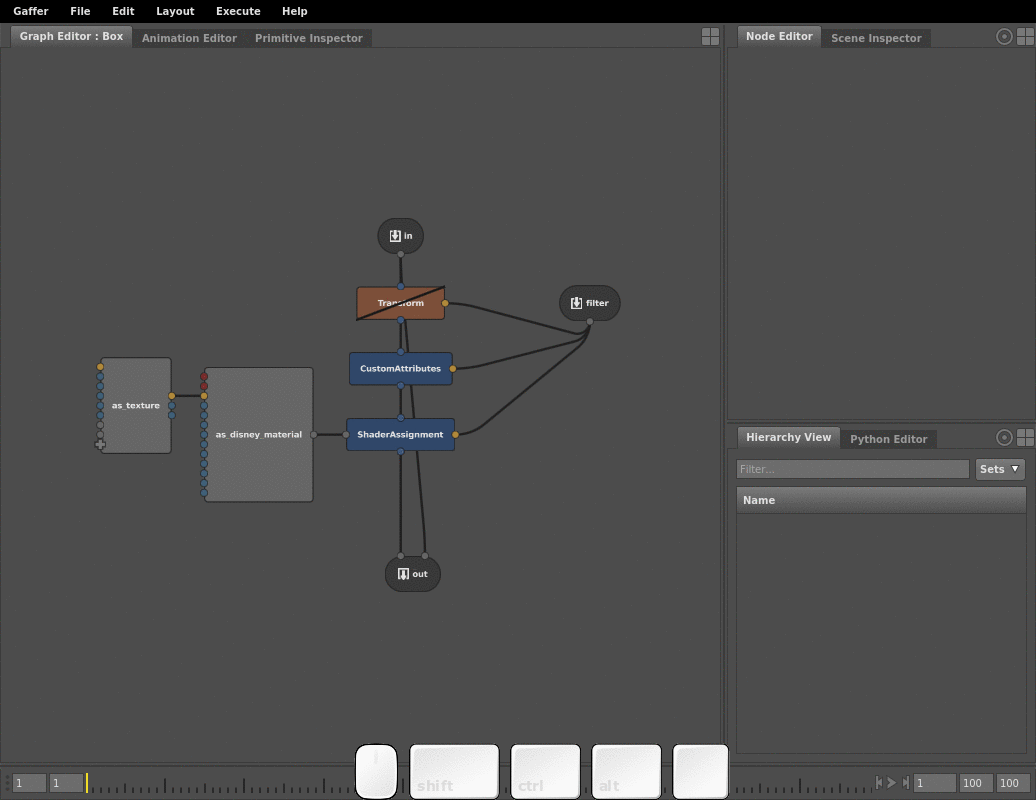 Gaffer File Edit Layout Execute Help
Graph Editor : Box Animation Editor Primitive Inspector
Node Editor Scene Inspector
in
Transform
filter
CustomAttributes
as_texture
as_disney_material
ShaderAssignment
out
Hierarchy View Python Editor
Filter...
Sets
Name
shift ctrl alt
1 1 1 100 100